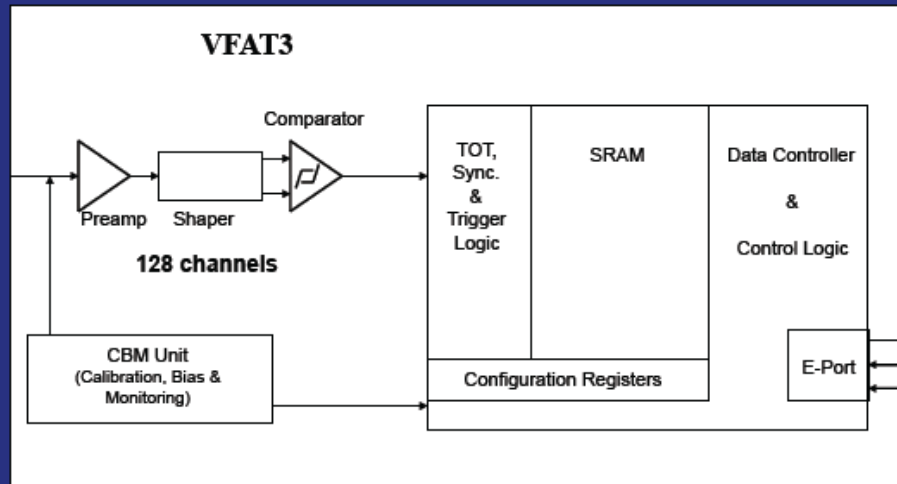 VFAT3
Comparator
Preamp
Shaper
128 channels
TOT,
Sync.
&
Trigger
Logic
SRAM
Data Controller
&
Control Logic
CBM Unit
(Calibration, Bias &
Monitoring)
Configuration Registers
E-Port